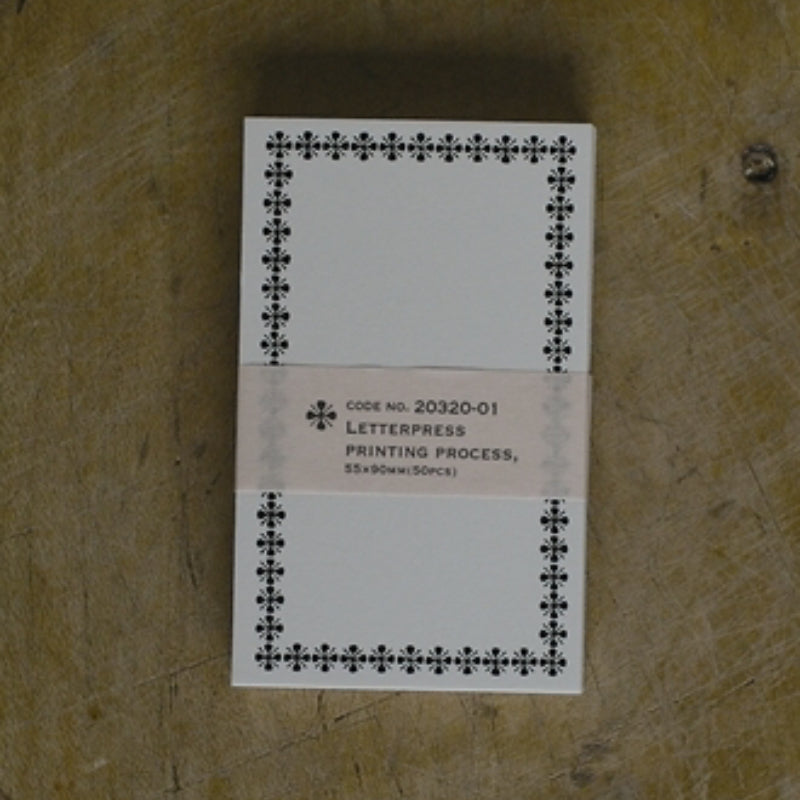 CODE NO. 20320-01
LETTERPRESS
PRINTING PROCESS,
55×90MM(50PCS)